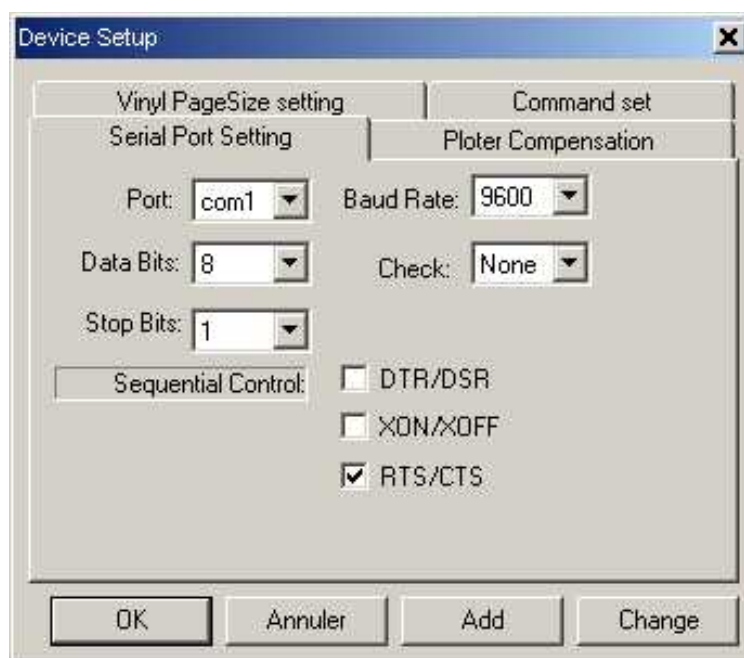 Device Setup
Vinyl PageSize setting Command set
Serial Port Setting Ploter Compensation
Port: com1 Baud Rate: 9600
Data Bits: 8 Check: None
Stop Bits: 1
Sequential Control: DTR/DSR
XON/XOFF
RTS/CTS
OK Annuler Add Change